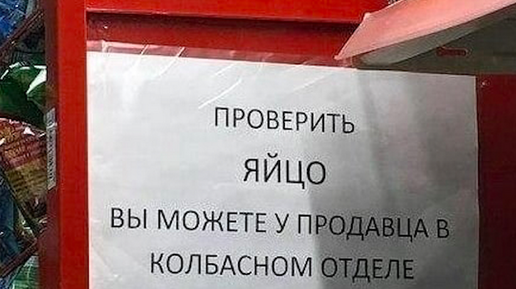 ПРОВЕРИТЬ
ЯЙЦО
ВЫ МОЖЕТЕ У ПРОДАВЦА В
КОЛБАСНОМ ОТДЕЛЕ